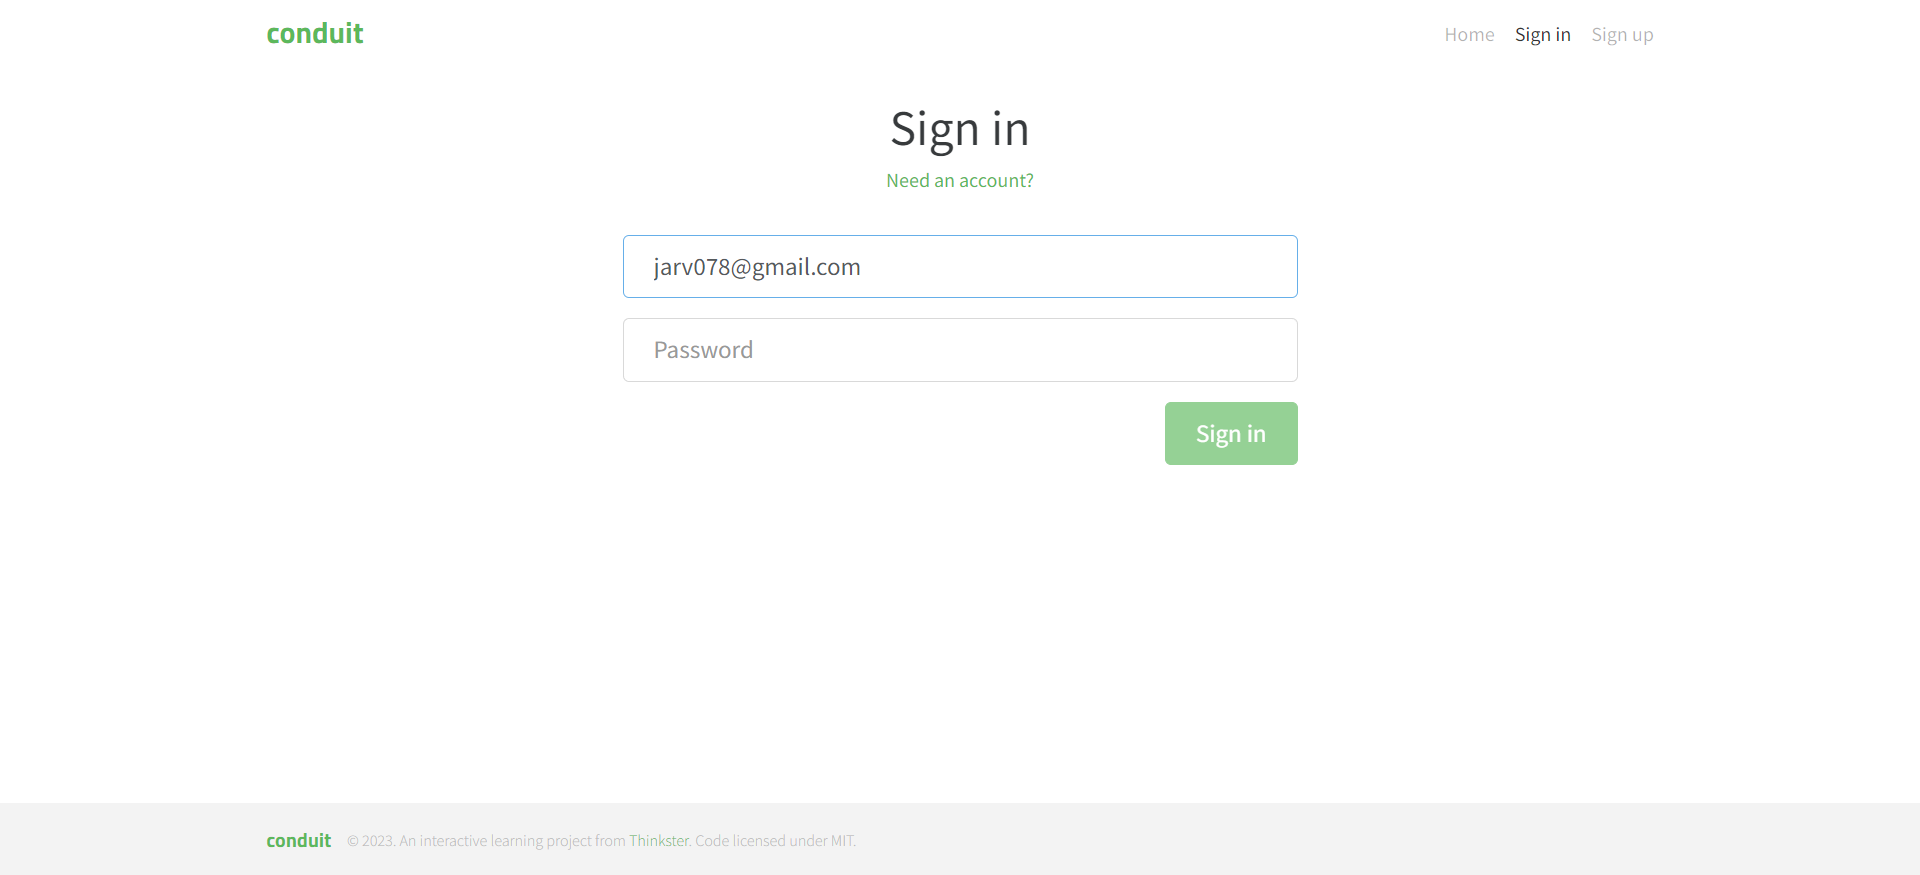 conduit
Home Sign in Sign up
Sign in
Need an account?
jarv078@gmail.com
Password
Sign in
conduit © 2023. An interactive learning project from Thinkster. Code licensed under MIT.